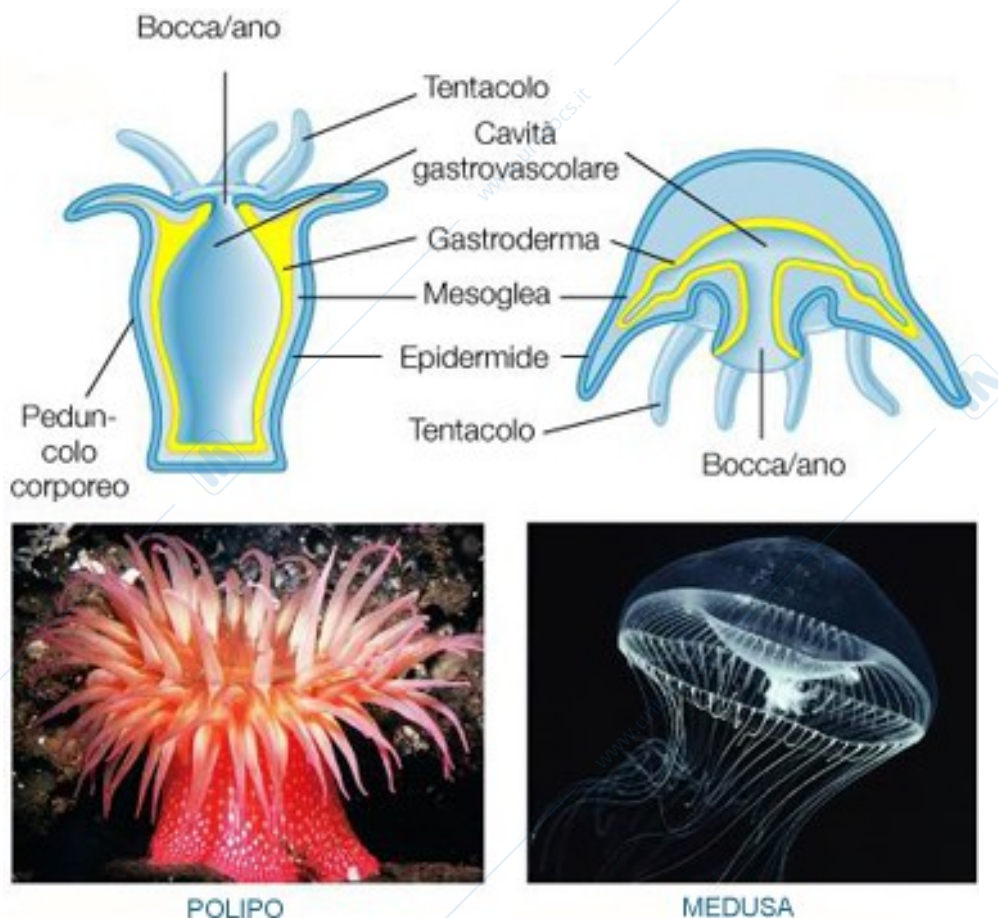 Bocca/ano
Tentacolo
Cavità
gastrovascolare
Gastroderma
Mesoglea
Epidermide
Pedun-
colo
corporeo
Tentacolo
Bocca/ano
POLIPO
MEDUSA